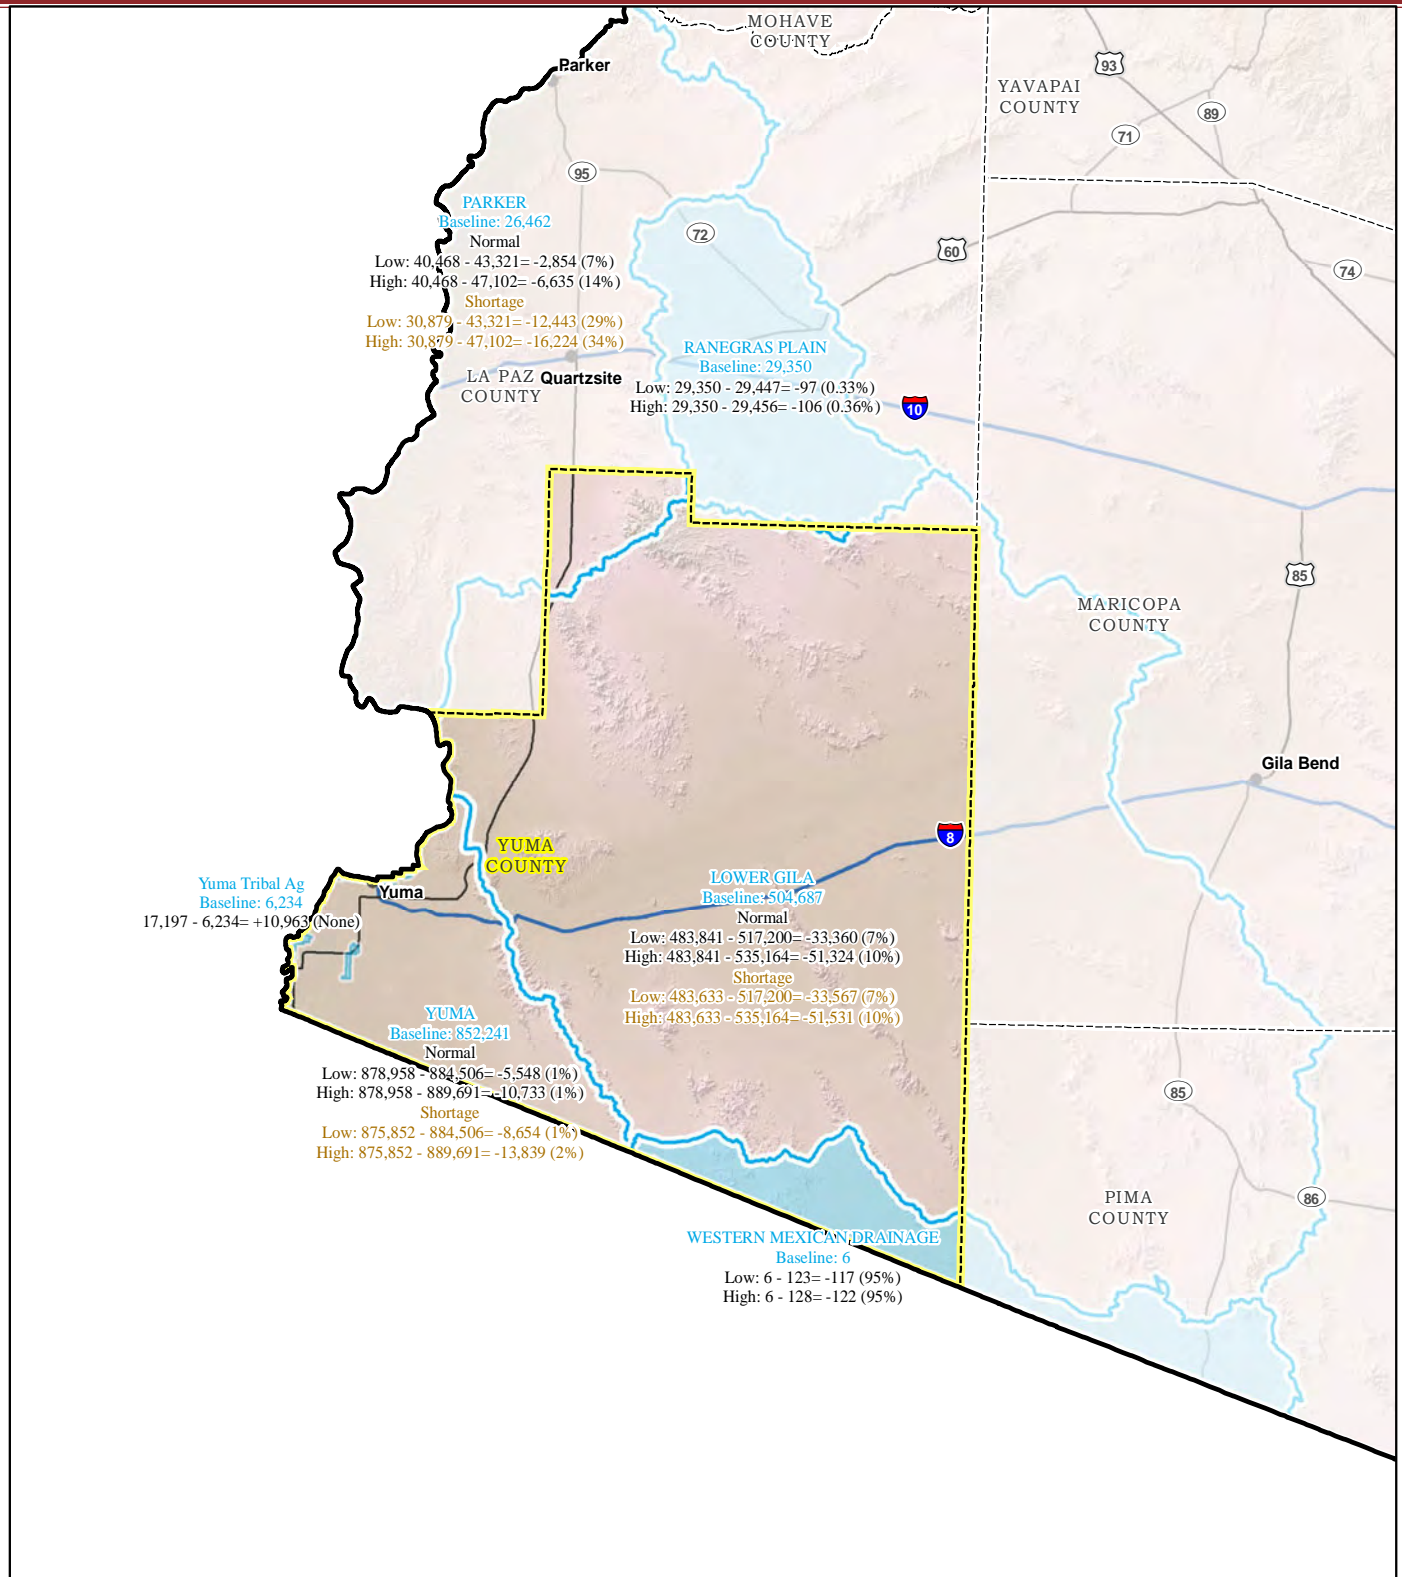 MOHAVE
COUNTY
Parker
93
YAVAPAI
COUNTY
89
71
95
PARKER
Baseline: 26,462
Normal
Low: 40,468 - 43,321= -2,854 (7%)
High: 40,468 - 47,102= -6,635 (14%)
Shortage
Low: 30,879 - 43,321= -12,443 (29%)
High: 30,879 - 47,102= -16,224 (34%)
72
60
74
RANEGRAS PLAIN
Baseline: 29,350
Low: 29,350 - 29,447= -97 (0.33%)
High: 29,350 - 29,456= -106 (0.36%)
LA PAZ
COUNTY
Quartzsite
10
85
MARICOPA
COUNTY
Gila Bend
8
YUMA
COUNTY
Yuma
Yuma Tribal Ag
Baseline: 6,234
17,197 - 6,234= +10,963 (None)
LOWER GILA
Baseline: 504,687
Normal
Low: 483,841 - 517,200= -33,360 (7%)
High: 483,841 - 535,164= -51,324 (10%)
Shortage
Low: 483,633 - 517,200= -33,567 (7%)
High: 483,633 - 535,164= -51,531 (10%)
YUMA
Baseline: 852,241
Normal
Low: 878,958 - 884,506= -5,548 (1%)
High: 878,958 - 889,691= -10,733 (1%)
Shortage
Low: 875,852 - 884,506= -8,654 (1%)
High: 875,852 - 889,691= -13,839 (2%)
85
PIMA
COUNTY
86
WESTERN MEXICAN DRAINAGE
Baseline: 6
Low: 6 - 123= -117 (95%)
High: 6 - 128= -122 (95%)